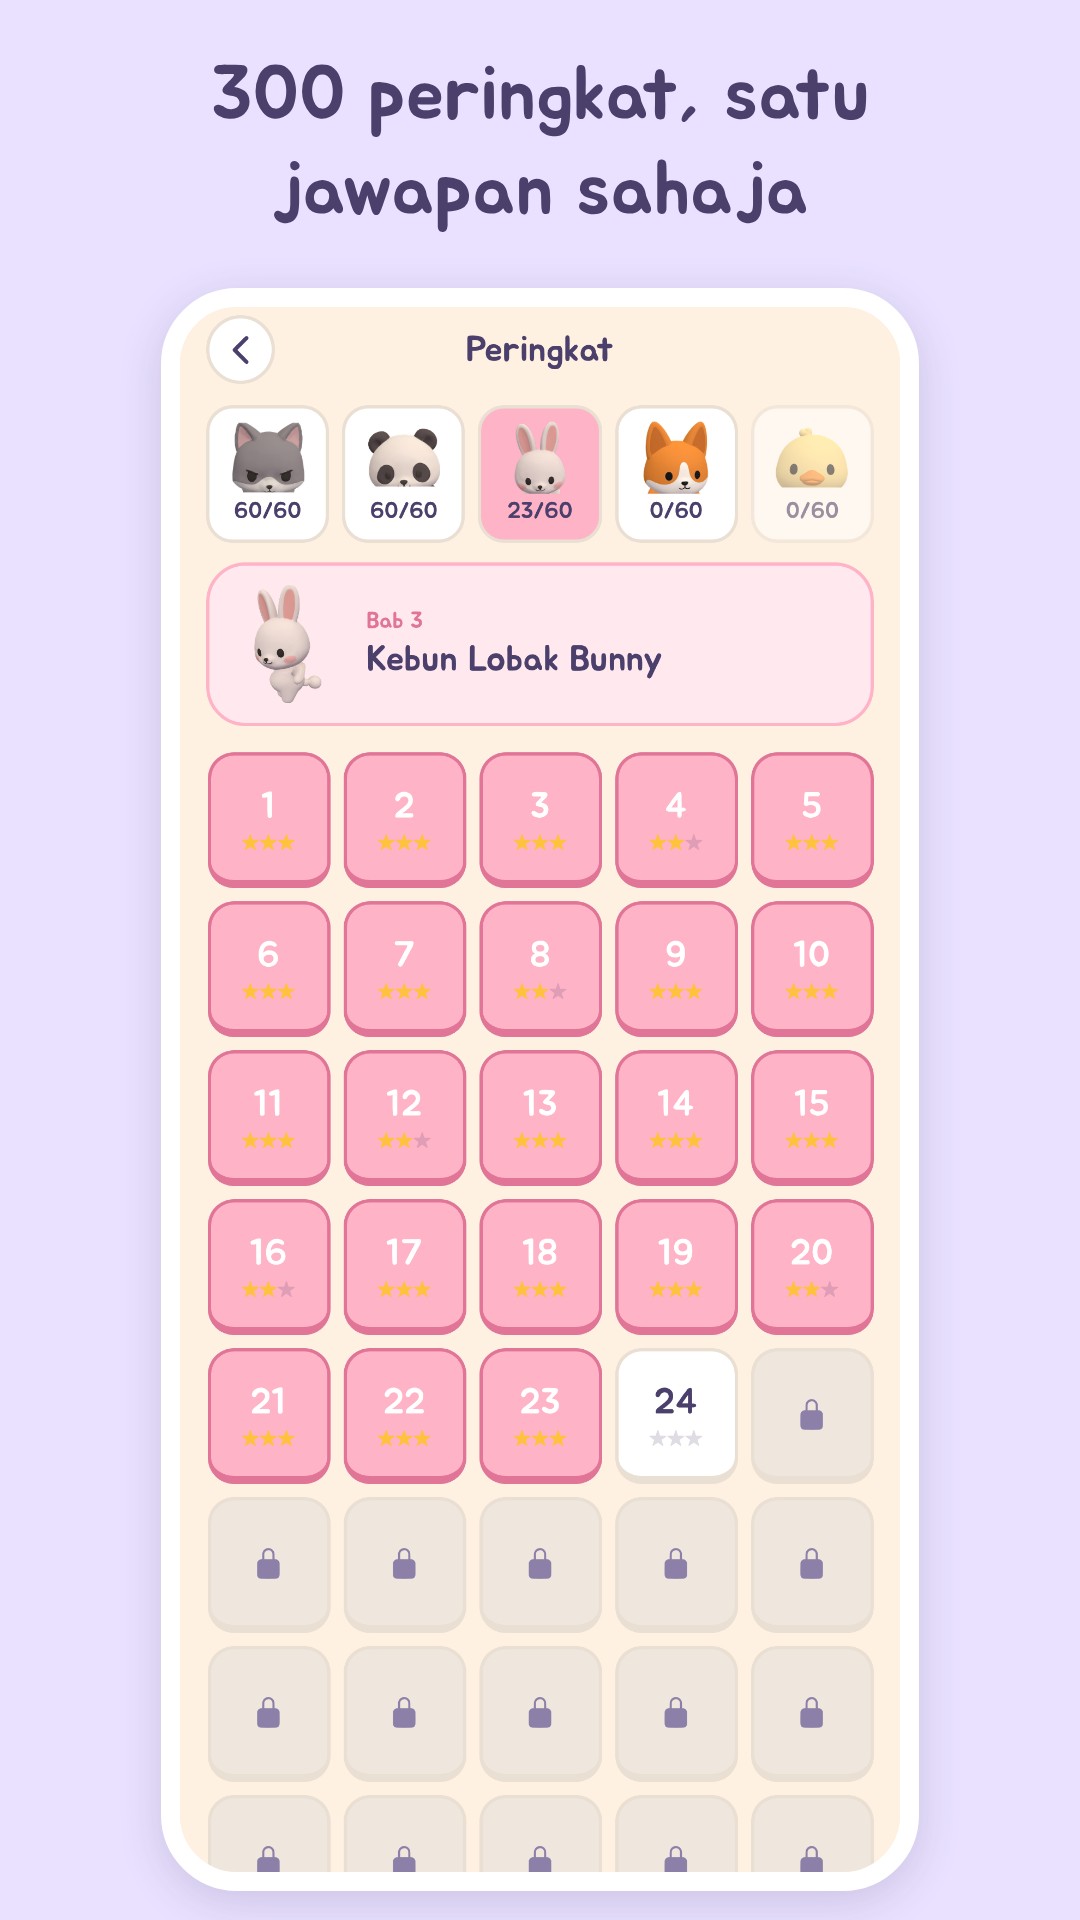 300 peringkat, satu
jawapan sahaja
Peringkat
60/60 60/60 23/60 0/60 0/60
Bab 3
Kebun Lobak Bunny
1 2 3 4 5
6 7 8 9 10
11 12 13 14 15
16 17 18 19 20
21 22 23 24